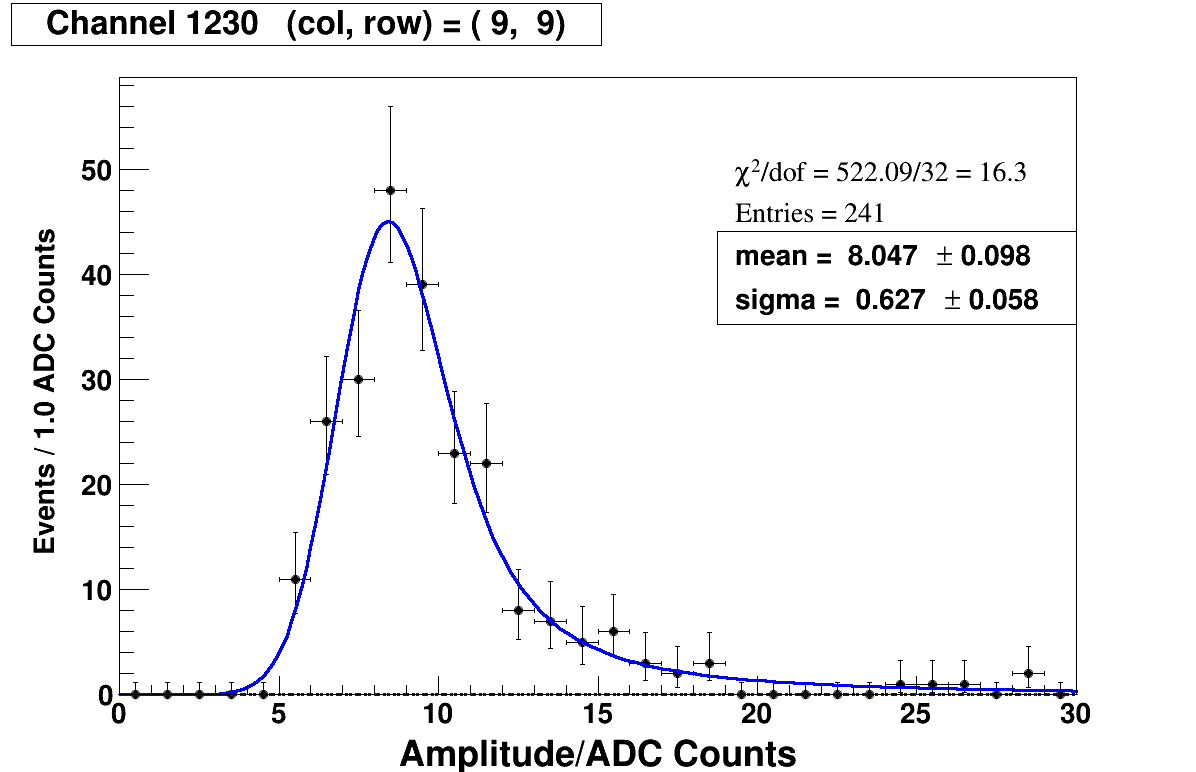 Channel 1230 (col, row) = ( 9, 9)
χ²/dof = 522.09/32 = 16.3
Entries = 241
mean = 8.047 ± 0.098
sigma = 0.627 ± 0.058
Events / 1.0 ADC Counts
50
40
30
20
10
0
0 5 10 15 20 25 30
Amplitude/ADC Counts